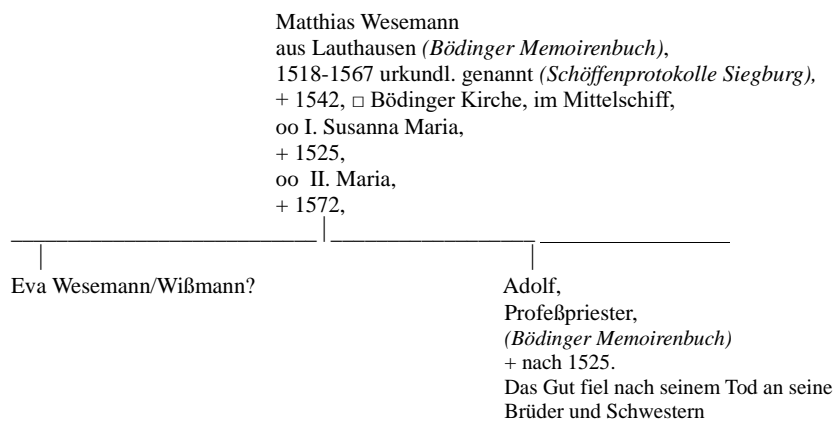 Matthias Wesemann
aus Lauthausen (Bödinger Memoirenbuch),
1518-1567 urkundl. genannt (Schöffenprotokolle Siegburg),
+ 1542, □ Bödinger Kirche, im Mittelschiff,
oo I. Susanna Maria,
+ 1525,
oo II. Maria,
+ 1572,
Eva Wesemann/Wißmann?
Adolf,
Profeßpriester,
(Bödinger Memoirenbuch)
+ nach 1525.
Das Gut fiel nach seinem Tod an seine
Brüder und Schwestern